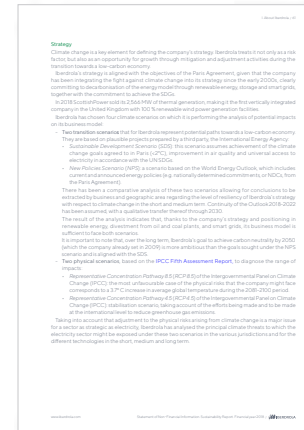 I. About Iberdrola · 47
Strategy
Climate change is a key element for defining the company's strategy. Iberdrola treats it not only as a risk
factor but also as an opportunity for growth through mitigation and adjustment activities during the
transition towards a low-carbon economy.
Iberdrola's strategy is aligned with the objectives of the Paris Agreement, given that the company
has been integrating the fight against climate change into its strategy since the early 2000s, clearly
committing to decarbonisation of the energy model through renewable energy, storage and smart grids,
together with the commitment to achieve the SDGs.
In 2018 ScottishPower sold its 2,566 MW of thermal generation, making it the first vertically integrated
company in the United Kingdom with 100 % renewable wind power generation facilities.
Iberdrola has chosen four climate scenarios on which it is performing the analysis of potential impacts
on its business model:
- Two transition scenarios that for Iberdrola represent potential paths towards a low-carbon economy.
They are based on plausible projects prepared by a third party, the International Energy Agency.
- Sustainable Development Scenario (SDS): this scenario assumes achievement of the climate
change goals agreed to in Paris (<2ºC), improvement in air quality and universal access to
electricity in accordance with the UN SDGs.
- New Policies Scenario (NPS): a scenario based on the World Energy Outlook, which includes
current and announced energy policies (e.g. nationally determined commitments, or NDCs, from
the Paris Agreement).
There has been a comparative analysis of these two scenarios allowing for conclusions to be
extracted by business and geographic area regarding the level of resiliency of Iberdrola's strategy
with respect to climate change in the short and medium term. Continuity of the Outlook 2018-2022
has been assumed, with a qualitative transfer thereof through 2030.
The result of the analysis indicates that, thanks to the company's strategy and positioning in
renewable energy, divestment from oil and coal plants, and smart grids, its business model is
sufficient to face both scenarios.
It is important to note that, over the long term, Iberdrola's goal to achieve carbon neutrality by 2050
(which the company already set in 2009) is more ambitious than the goals sought under the NPS
scenario and is aligned with the SDS.
- Two physical scenarios, based on the IPCC Fifth Assessment Report, to diagnose the range of
impacts:
- Representative Concentration Pathway 8.5 (RCP 8.5) of the Intergovernmental Panel on Climate
Change (IPCC): the most unfavourable case of the physical risks that the company might face
corresponds to a 3.7º C increase in average global temperature during the 2081-2100 period.
- Representative Concentration Pathway 4.5 (RCP 4.5) of the Intergovernmental Panel on Climate
Change (IPCC): stabilisation scenario, taking account of the efforts being made and to be made
at the international level to reduce greenhouse gas emissions.
Taking into account that adjustment to the physical risks arising from climate change is a major issue
for a sector as strategic as electricity, Iberdrola has analysed the principal climate threats to which the
electricity sector might be exposed under these two scenarios in the various jurisdictions and for the
different technologies in the short, medium and long term.
www.iberdrola.com Statement of Non-Financial Information. Sustainability Report / Financial year 2018 IBERDROLA